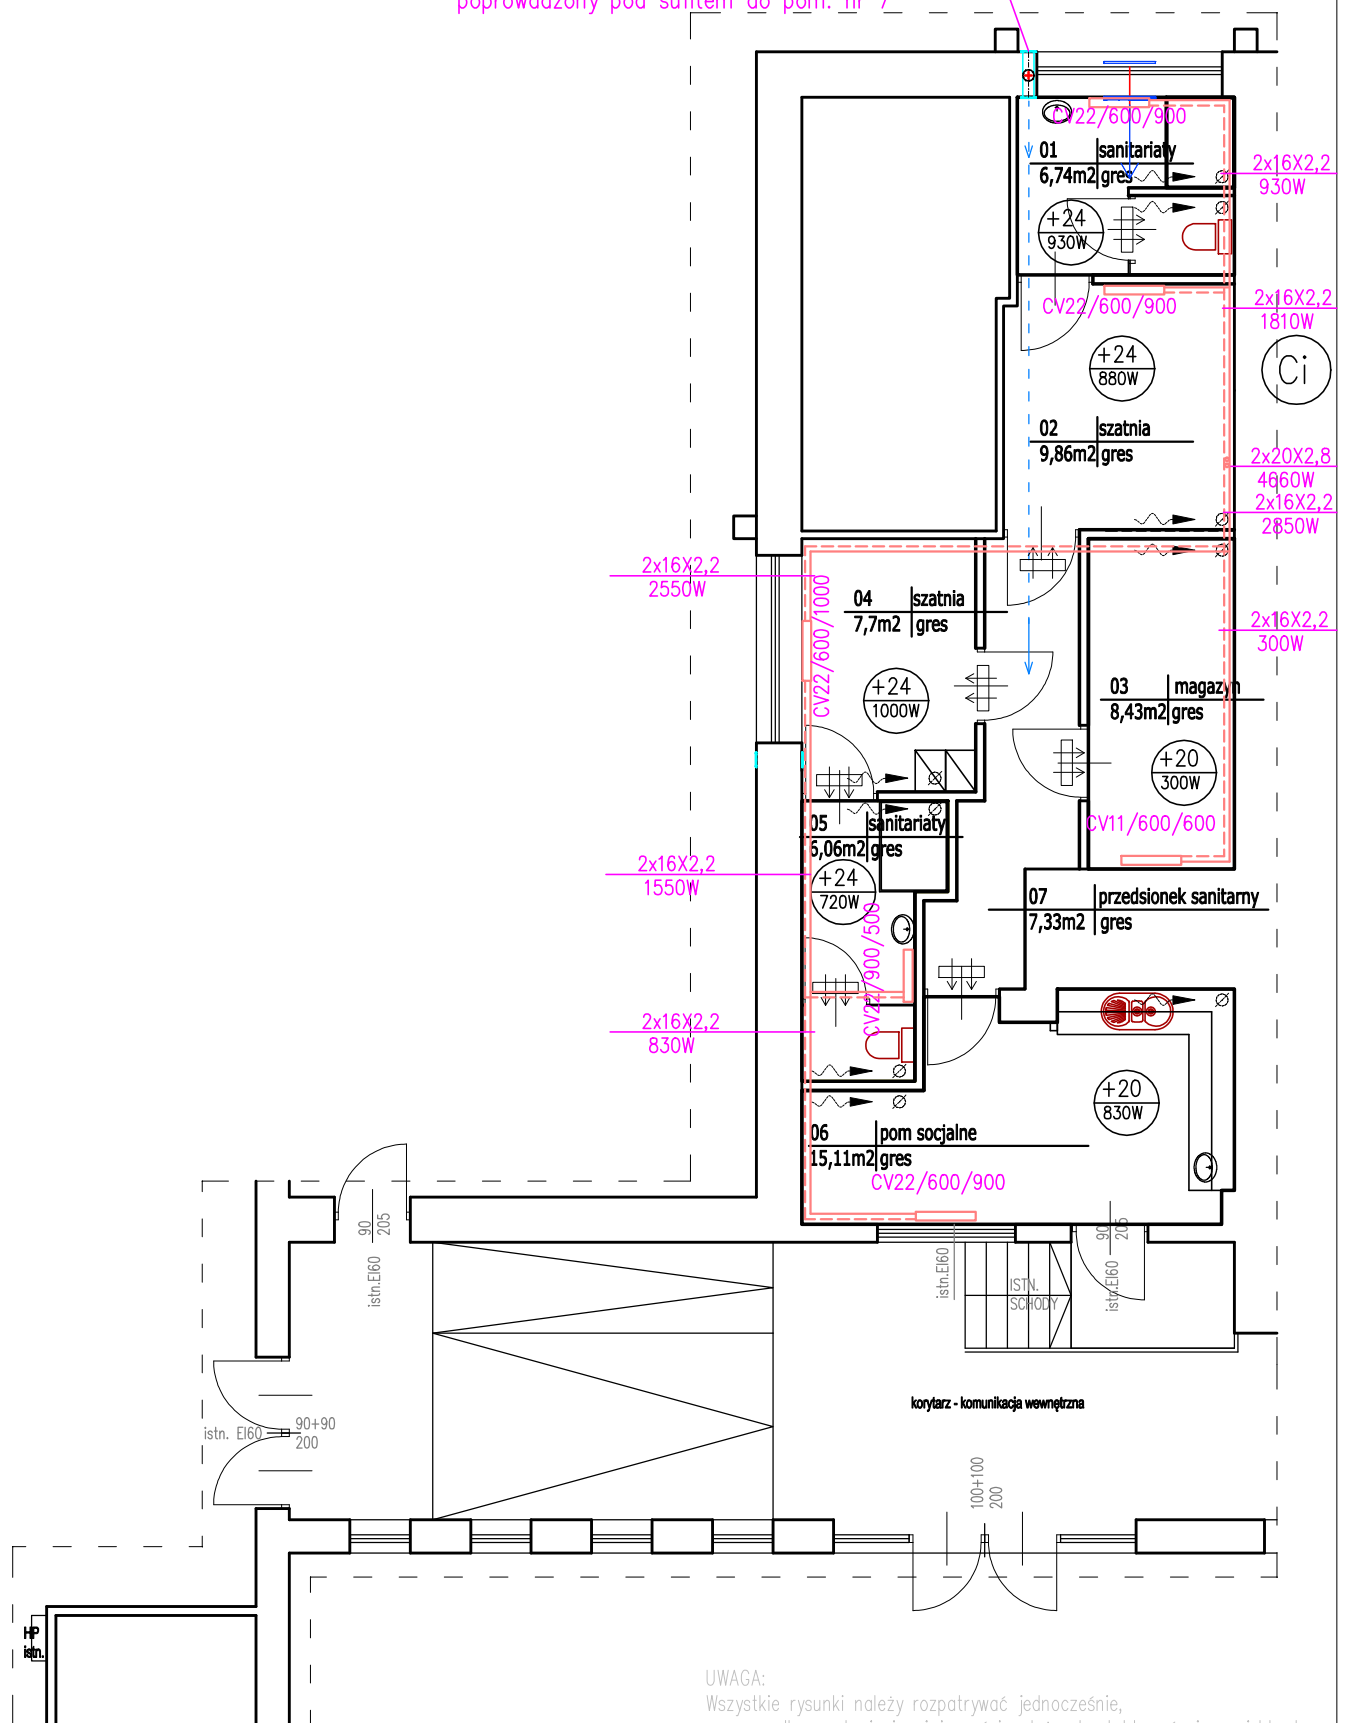 poprowadzony pod sufitem do pom. nr 7
CV22/600/900
01 sanitariaty
6,74m2 gres
2x16X2,2
930W
+24
930W
CV22/600/900
2x16X2,2
1810W
+24
880W
Ci
02 szatnia
9,86m2 gres
2x20X2,8
4660W
2x16X2,2
2850W
2x16X2,2
2550W
CV22/600/1000
04 szatnia
7,7m2 gres
2x16X2,2
300W
+24
1000W
03 magazyn
8,43m2 gres
+20
300W
CV11/600/600
05 sanitariaty
6,06m2 gres
2x16X2,2
1550W
+24
720W
CV22/900/500
07 przedsionek sanitarny
7,33m2 gres
2x16X2,2
830W
+20
830W
06 pom socjalne
15,11m2 gres
CV22/600/900
90
205
istn.EI60
istn.EI60
90
205
istn.EI60
ISTN.
SCHODY
korytarz - komunikacja wewnętrzna
istn. EI60
90+90
200
100+100
200
HP
istn.
UWAGA:
Wszystkie rysunki należy rozpatrywać jednocześnie,